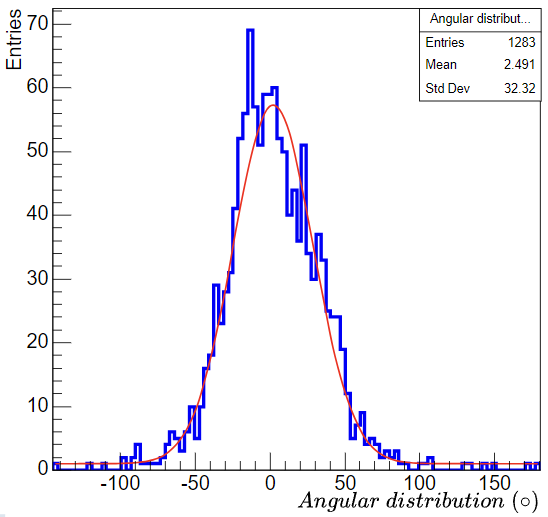 Entries
70
60
50
40
30
20
10
0
Angular distribut...
Entries 1283
Mean 2.491
Std Dev 32.32
-100 -50 0 50 100 150
Angular distribution (○)